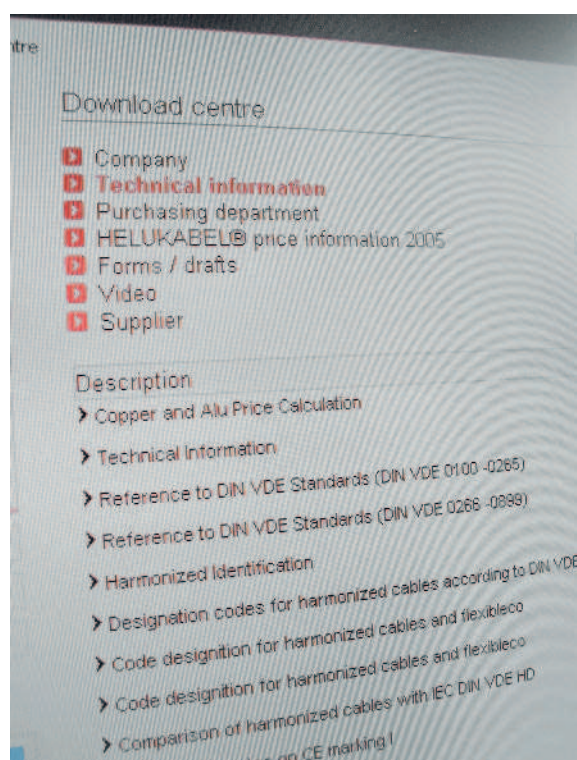 ntre
Download centre
Company
Technical information
Purchasing department
HELUKABEL® price information 2005
Forms / drafts
Video
Supplier
Description
Copper and Alu Price Calculation
Technical Information
Reference to DIN VDE Standards (DIN VDE 0100 -0265)
Reference to DIN VDE Standards (DIN VDE 0266 -0899)
Harmonized Identification
Designation codes for harmonized cables according to DIN VDE
Code designition for harmonized cables and flexibleco
Code designition for harmonized cables and flexibleco
Comparison of harmonized cables with IEC DIN VDE HD
on CE marking I